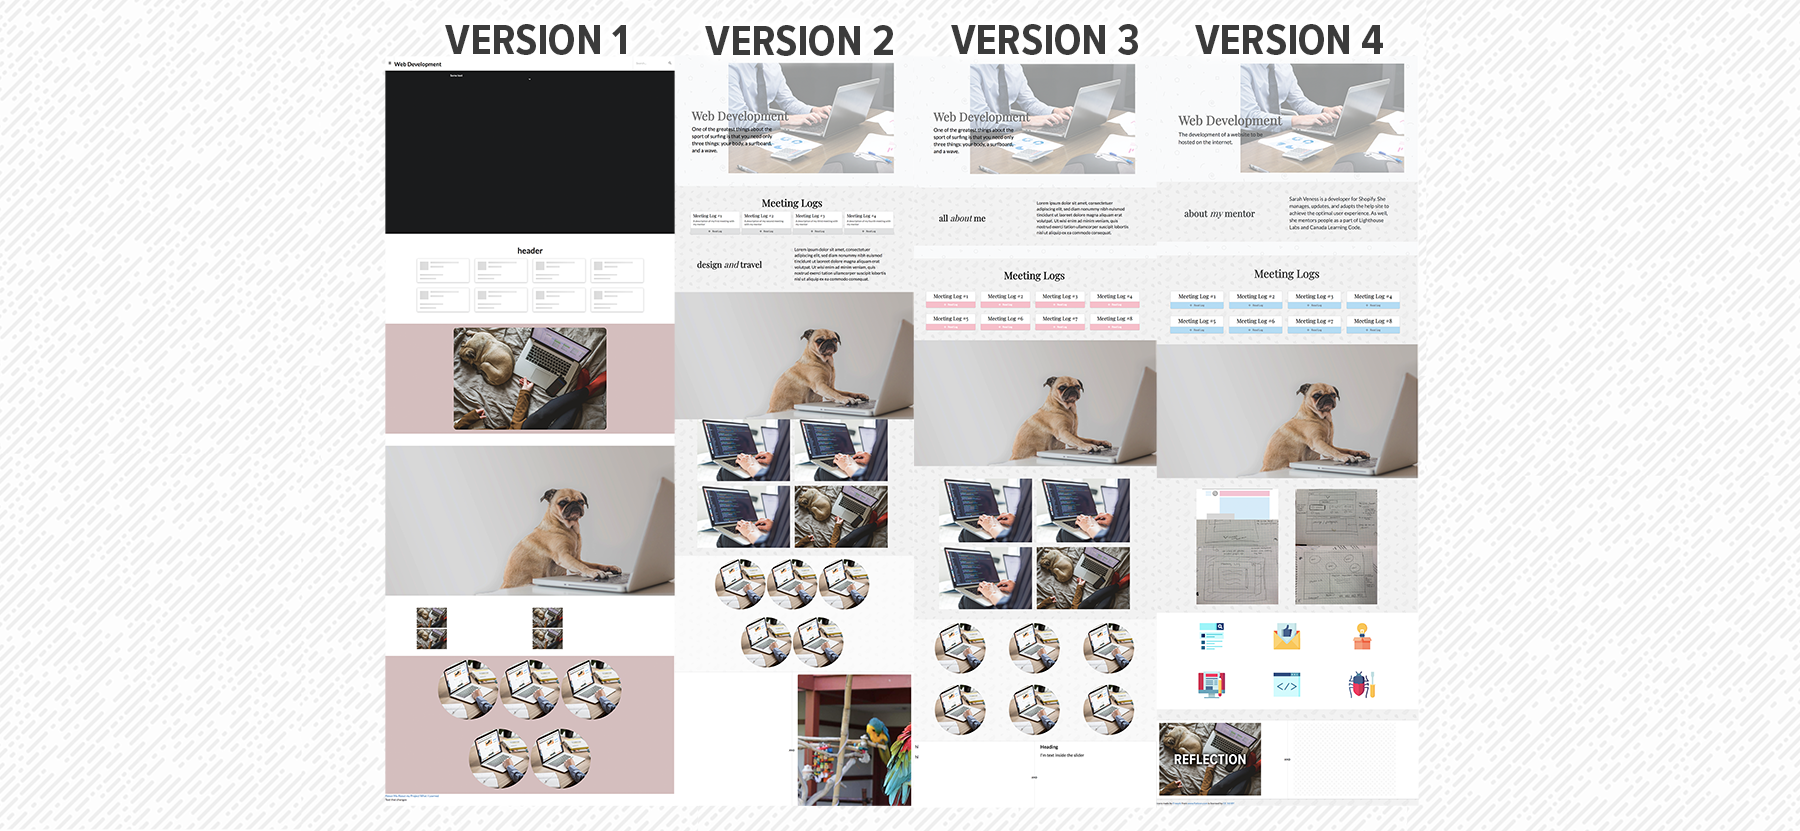 VERSION 1
VERSION 2
VERSION 3
VERSION 4
Web Development
header
Web Development
One of the greatest things about the
sport of surfing is that you need only
three things: your body, a surfboard,
and a wave.
Meeting Logs
Meeting Log #1
Meeting Log #2
Meeting Log #3
Meeting Log #4
design and travel
Lorem ipsum dolor sit amet, consectetuer
adipiscing elit, sed diam nonummy nibh euismod
tincidunt ut laoreet dolore magna aliquam erat
volutpat. Ut wisi enim ad minim veniam, quis
nostrud exerci tation ullamcorper suscipit lobortis
nisl ut aliquip ex ea commodo consequat.
Web Development
One of the greatest things about the
sport of surfing is that you need only
three things: your body, a surfboard,
and a wave.
all about me
Lorem ipsum dolor sit amet, consectetuer
adipiscing elit, sed diam nonummy nibh euismod
tincidunt ut laoreet dolore magna aliquam erat
volutpat. Ut wisi enim ad minim veniam, quis
nostrud exerci tation ullamcorper suscipit lobortis
nisl ut aliquip ex ea commodo consequat.
Meeting Logs
Meeting Log #1
Meeting Log #2
Meeting Log #3
Meeting Log #4
Meeting Log #5
Meeting Log #6
Meeting Log #7
Meeting Log #8
Heading
I'm text inside the slider
Web Development
The development of a website to be
hosted on the internet.
about my mentor
Sarah Veness is a developer for Shopify. She
manages, updates, and adapts the help site to
achieve the optimal user experience. As well,
she mentors people as a part of Lighthouse
Labs and Canada Learning Code.
Meeting Logs
Meeting Log #1
Meeting Log #2
Meeting Log #3
Meeting Log #4
Meeting Log #5
Meeting Log #6
Meeting Log #7
Meeting Log #8
</>
REFLECTION